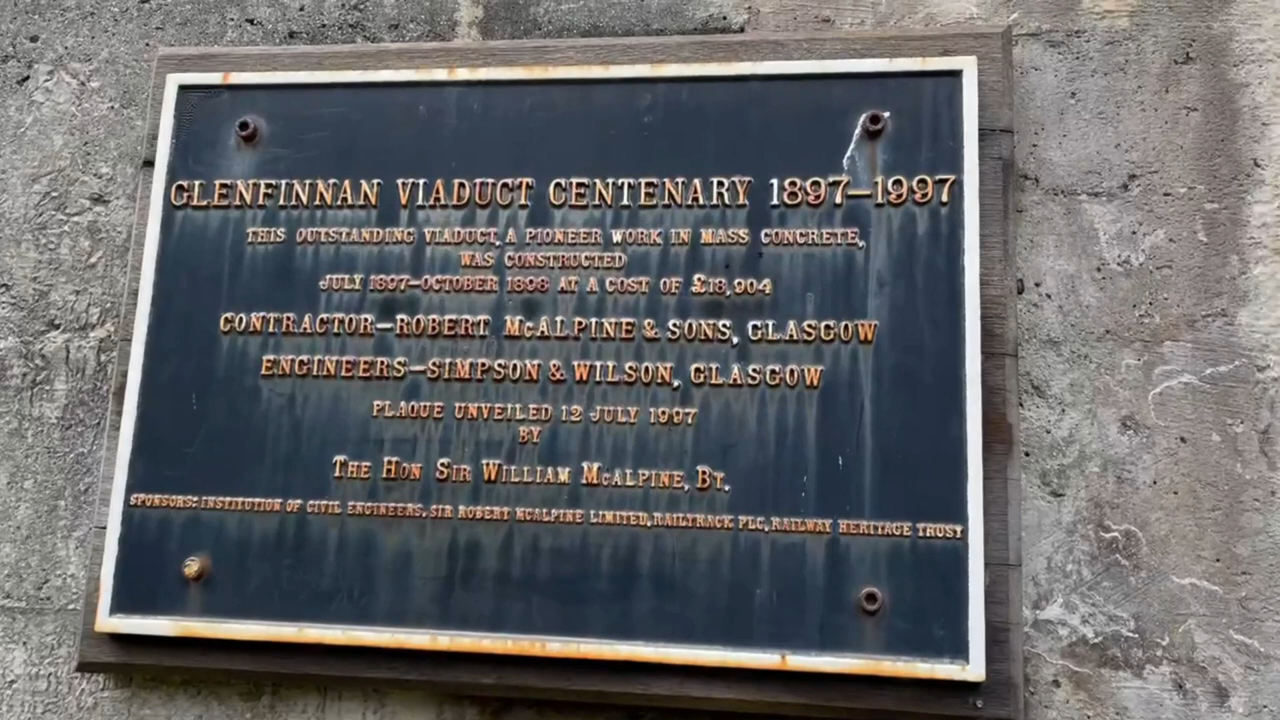 GLENFINNAN VIADUCT CENTENARY 1897–1997
THIS OUTSTANDING VIADUCT, A PIONEER WORK IN MASS CONCRETE,
WAS CONSTRUCTED
JULY 1897–OCTOBER 1898 AT A COST OF £18,904
CONTRACTOR–ROBERT McALPINE & SONS, GLASGOW
ENGINEERS–SIMPSON & WILSON, GLASGOW
PLAQUE UNVEILED 12 JULY 1997
BY
THE HON SIR WILLIAM McALPINE, BT.
SPONSORS: INSTITUTION OF CIVIL ENGINEERS, SIR ROBERT MCALPINE LIMITED, RAILTRACK PLC, RAILWAY HERITAGE TRUST